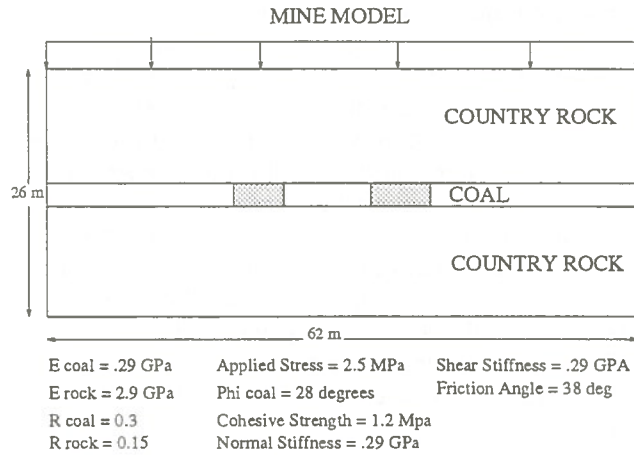 MINE MODEL
COUNTRY ROCK
26 m
COAL
COUNTRY ROCK
62 m
E coal = .29 GPa Applied Stress = 2.5 MPa Shear Stiffness = .29 GPA
E rock = 2.9 GPa Phi coal = 28 degrees Friction Angle = 38 deg
R coal = 0.3 Cohesive Strength = 1.2 Mpa
R rock = 0.15 Normal Stiffness = .29 GPa